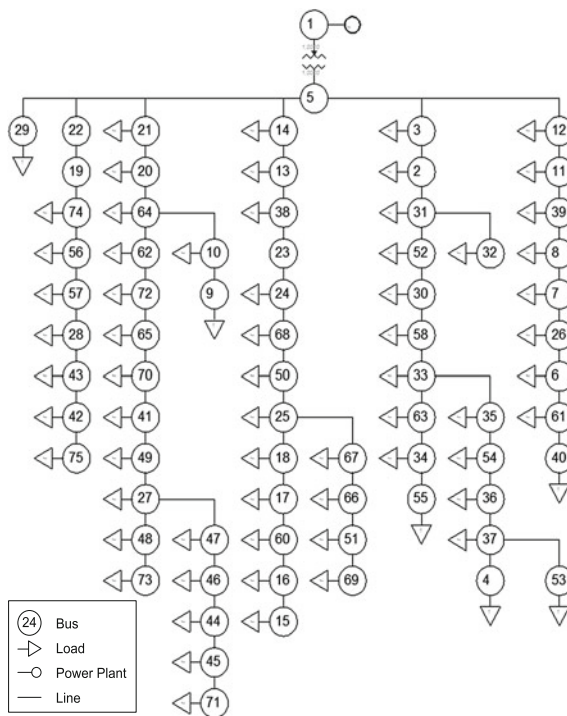 1
5
29 22 21 14 3 12
19 20 13 2 11
74 64 38 31 39
56 62 10 23 52 32 8
57 72 9 24 30 7
28 65 68 58 26
43 70 50 33 6
42 41 25 63 35 61
75 49 18 67 34 54 40
27 17 66 55 36
48 47 60 51 37
73 46 16 69 4 53
44 15
45
71
24 Bus
Load
Power Plant
Line